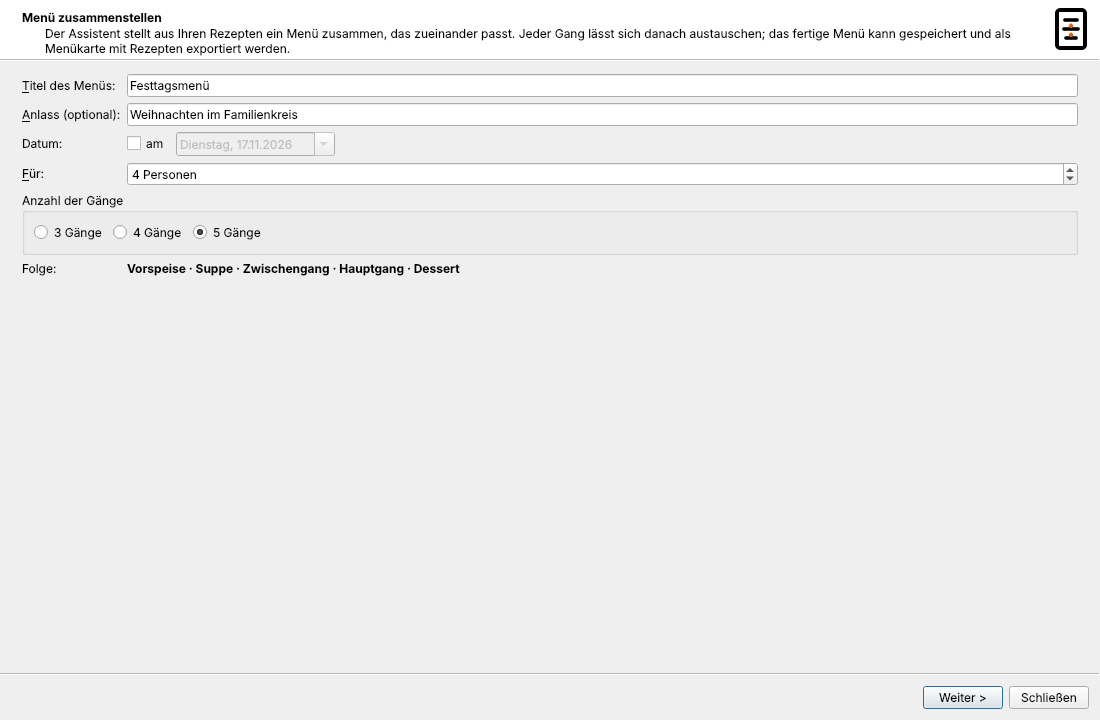 Menü zusammenstellen
Der Assistent stellt aus Ihren Rezepten ein Menü zusammen, das zueinander passt. Jeder Gang lässt sich danach austauschen; das fertige Menü kann gespeichert und als
Menükarte mit Rezepten exportiert werden.
Titel des Menüs: Festtagsmenü
Anlass (optional): Weihnachten im Familienkreis
Datum: am Dienstag, 17.11.2026
Für: 4 Personen
Anzahl der Gänge
3 Gänge 4 Gänge 5 Gänge
Folge: Vorspeise · Suppe · Zwischengang · Hauptgang · Dessert
Weiter > Schließen